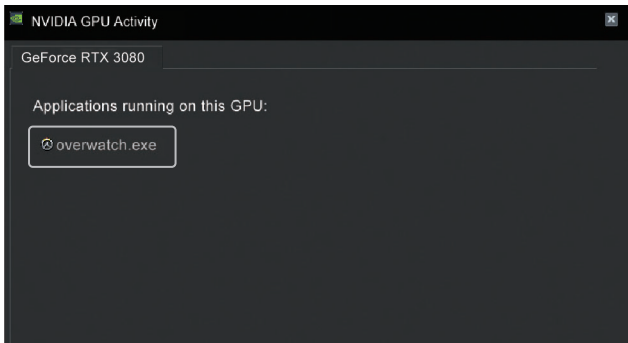 NVIDIA GPU Activity
GeForce RTX 3080
Applications running on this GPU:
overwatch.exe